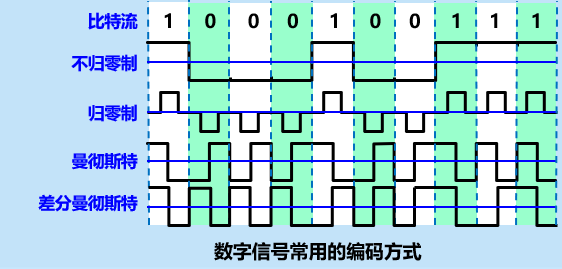 比特流 1 0 0 0 1 0 0 1 1 1
不归零制
归零制
曼彻斯特
差分曼彻斯特
数字信号常用的编码方式